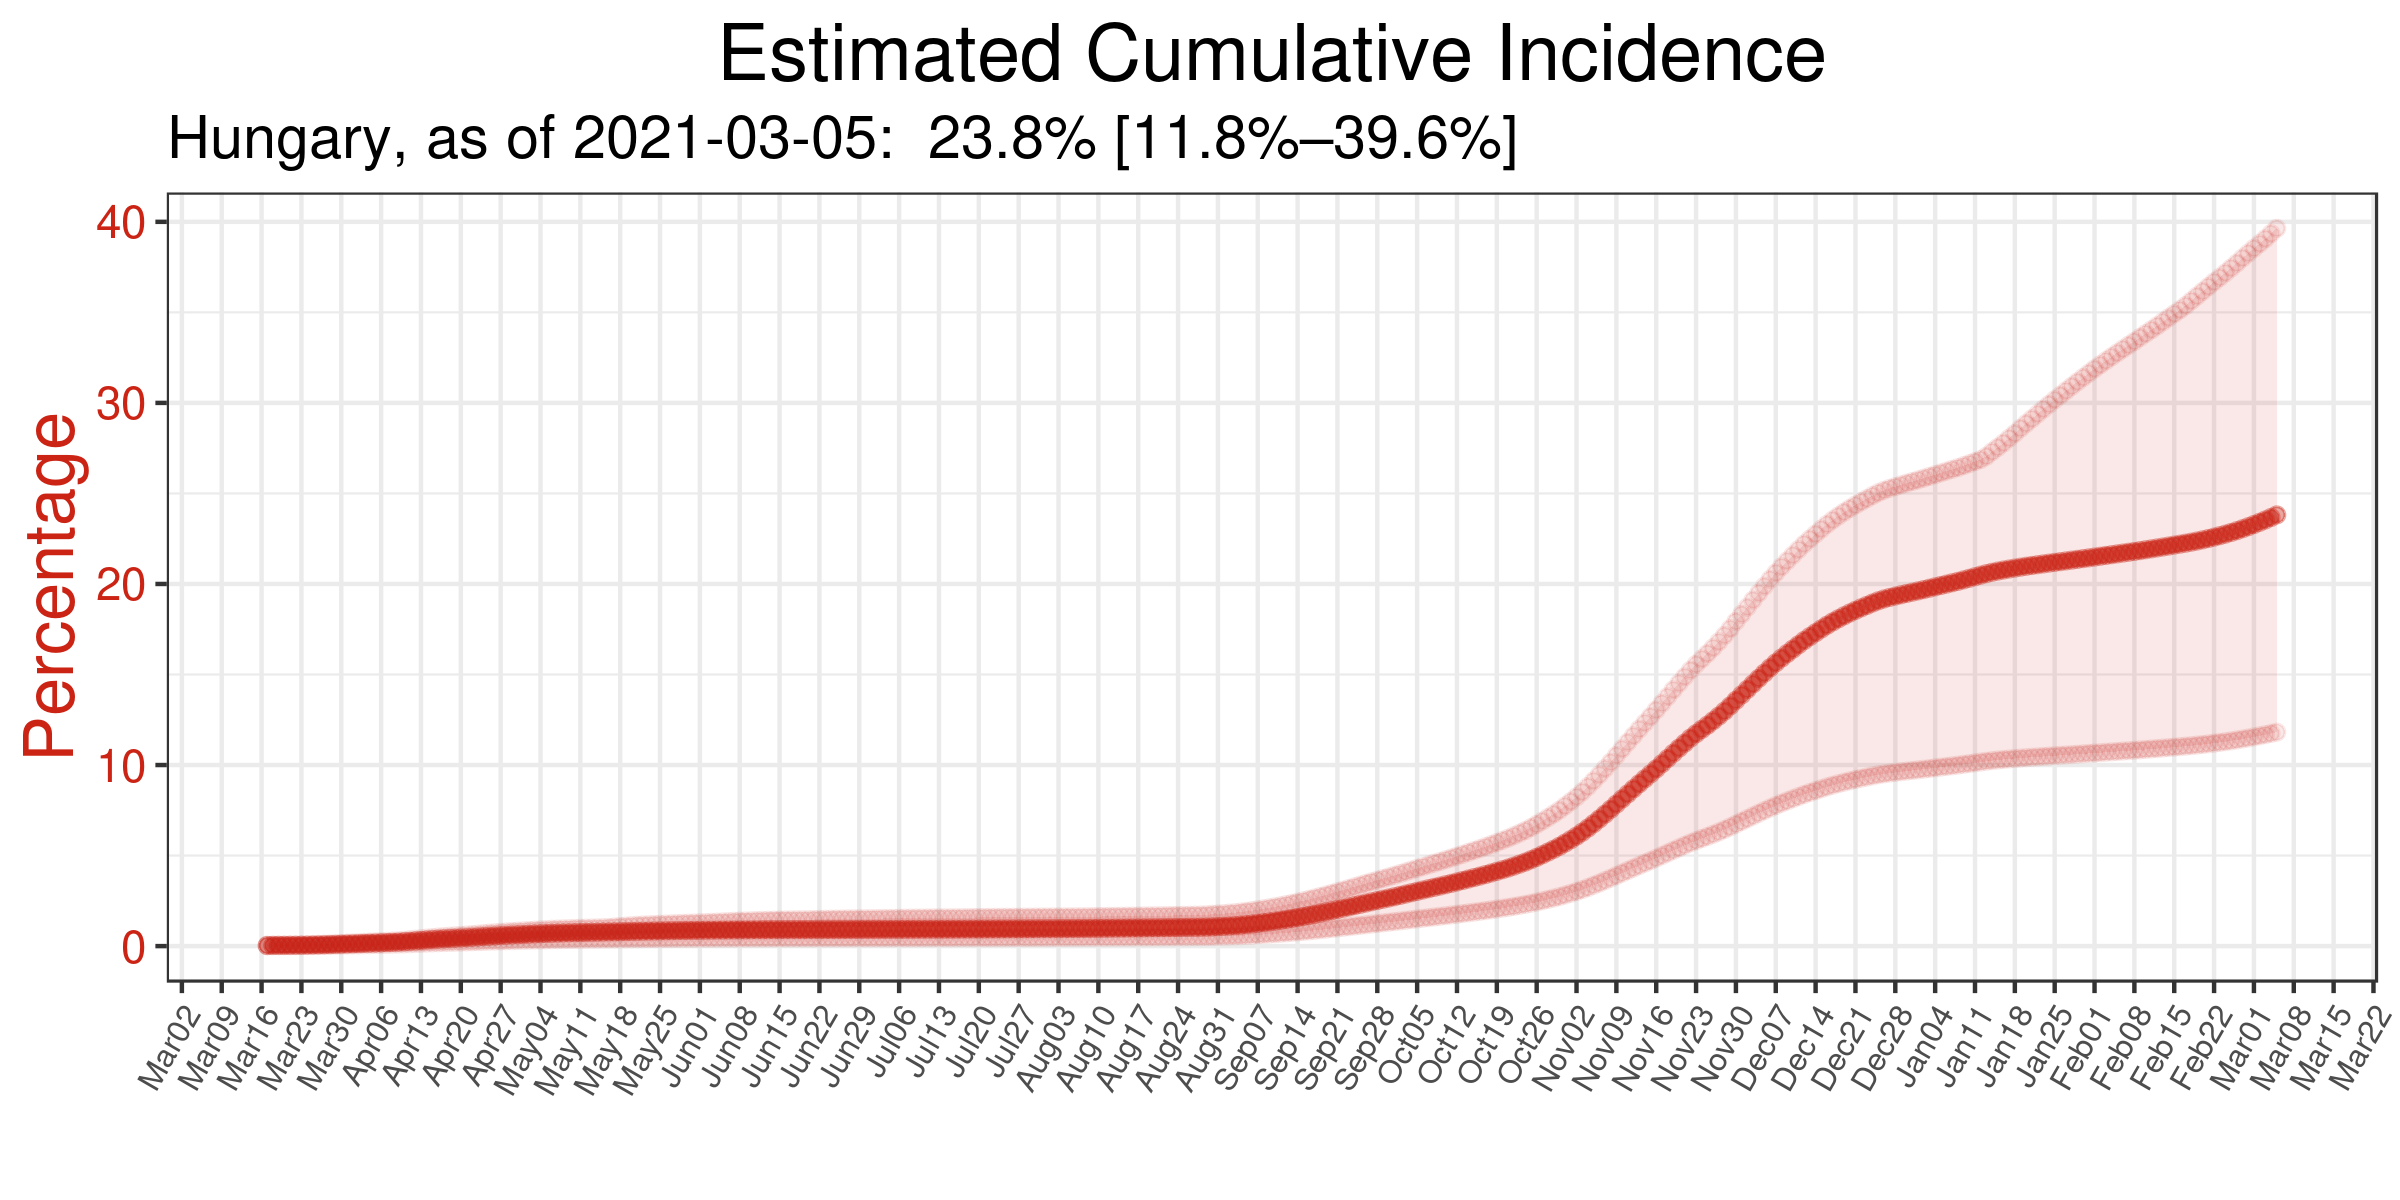 Estimated Cumulative Incidence
Hungary, as of 2021-03-05:  23.8% [11.8%–39.6%]
Percentage
40
30
20
10
0
Mar02
Mar09
Mar16
Mar23
Mar30
Apr06
Apr13
Apr20
Apr27
May04
May11
May18
May25
Jun01
Jun08
Jun15
Jun22
Jun29
Jul06
Jul13
Jul20
Jul27
Aug03
Aug10
Aug17
Aug24
Aug31
Sep07
Sep14
Sep21
Sep28
Oct05
Oct12
Oct19
Oct26
Nov02
Nov09
Nov16
Nov23
Nov30
Dec07
Dec14
Dec21
Dec28
Jan04
Jan11
Jan18
Jan25
Feb01
Feb08
Feb15
Feb22
Mar01
Mar08
Mar15
Mar22